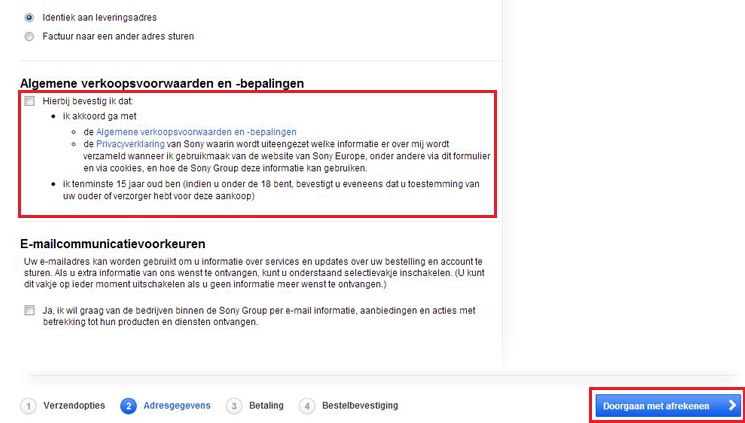 Identiek aan leveringsadres
Factuur naar een ander adres sturen
Algemene verkoopsvoorwaarden en -bepalingen
Hierbij bevestig ik dat:
ik akkoord ga met
de Algemene verkoopsvoorwaarden en -bepalingen
de Privacyverklaring van Sony waarin wordt uiteengezet welke informatie er over mij wordt
verzameld wanneer ik gebruikmaak van de website van Sony Europe, onder andere via dit formulier
en via cookies, en hoe de Sony Group deze informatie kan gebruiken.
ik tenminste 15 jaar oud ben (indien u onder de 18 bent, bevestigt u eveneens dat u toestemming van
uw ouder of verzorger hebt voor deze aankoop)
E-mailcommunicatievoorkeuren
Uw e-mailadres kan worden gebruikt om u informatie over services en updates over uw bestelling en account te
sturen. Als u extra informatie van ons wenst te ontvangen, kunt u onderstaand selectievakje inschakelen. (U kunt
dit vakje op ieder moment uitschakelen als u geen informatie meer wenst te ontvangen.)
Ja, ik wil graag van de bedrijven binnen de Sony Group per e-mail informatie, aanbiedingen en acties met
betrekking tot hun producten en diensten ontvangen.
1 Verzendopties 2 Adresgegevens 3 Betaling 4 Bestelbevestiging Doorgaan met afrekenen